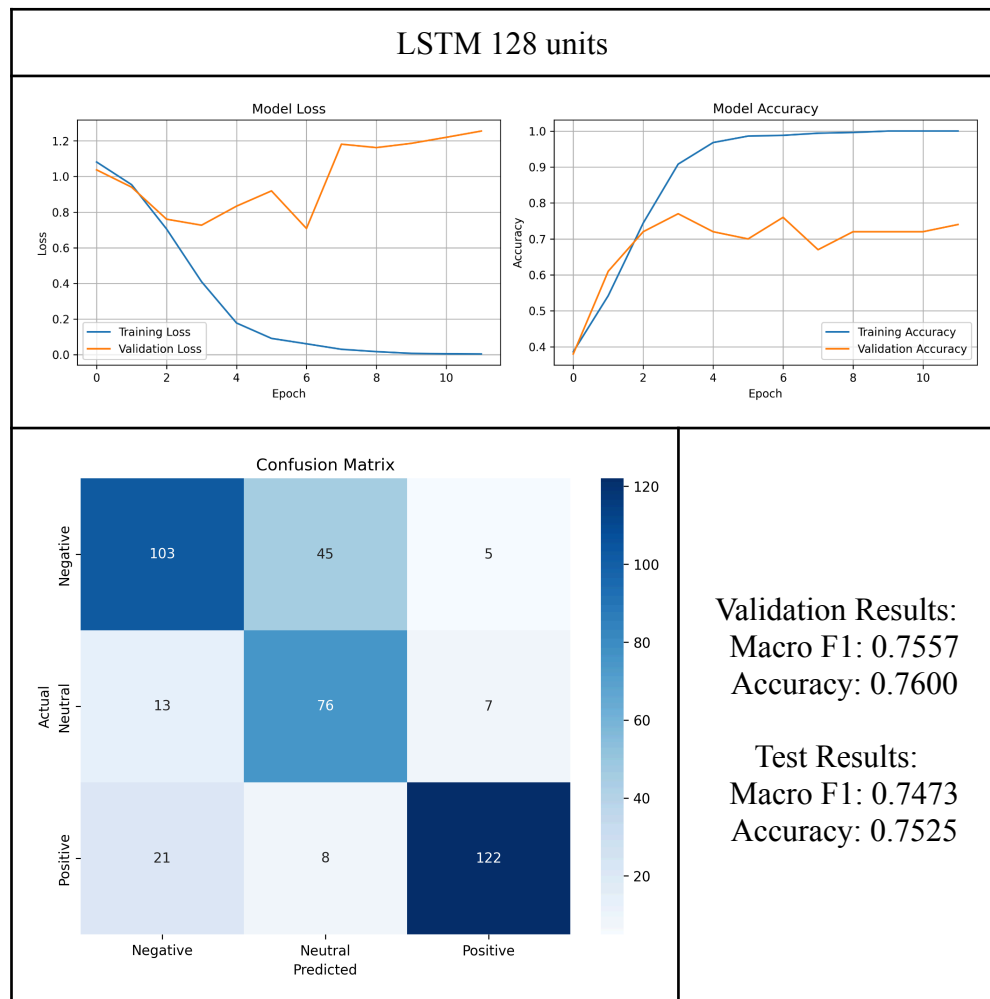 LSTM 128 units
Model Loss
Loss
1.2
1.0
0.8
0.6
0.4
0.2
0.0
Training Loss
Validation Loss
0 2 4 6 8 10
Epoch
Model Accuracy
Accuracy
1.0
0.9
0.8
0.7
0.6
0.5
0.4
Training Accuracy
Validation Accuracy
0 2 4 6 8 10
Epoch
Confusion Matrix
Actual
Negative
103 45 5
Neutral
13 76 7
Positive
21 8 122
Negative Neutral Positive
Predicted
120
100
80
60
40
20
Validation Results:
Macro F1: 0.7557
Accuracy: 0.7600
Test Results:
Macro F1: 0.7473
Accuracy: 0.7525